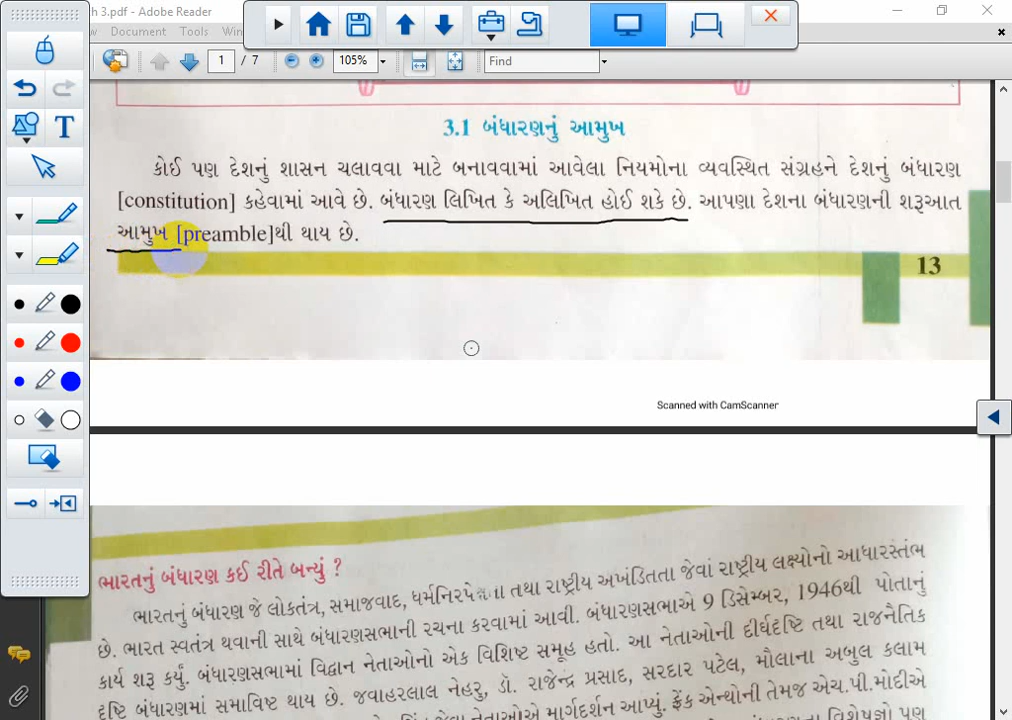 h 3.pdf - Adobe Reader
w Document Tools
1 / 7 105% Find
3.1 બંધારણનું આમુખ
કોઈ પણ દેશનું શાસન ચલાવવા માટે બનાવવામાં આવેલા નિયમોના વ્યવસ્થિત સંગ્રહને દેશનું બંધારણ
[constitution] કહેવામાં આવે છે. બંધારણ લિખિત કે અલિખિત હોઈ શકે છે. આપણા દેશના બંધારણની શરૂઆત
આમુખ [preamble]થી થાય છે.
13
Scanned with CamScanner
ભારતનું બંધારણ કઈ રીતે બન્યું ?
ભારતનું બંધારણ જે લોકતંત્ર, સમાજવાદ, ધર્મનિરપેક્ષતા તથા રાષ્ટ્રીય અખંડિતતા જેવાં રાષ્ટ્રીય લક્ષ્યોનો આધારસ્તંભ
છે. ભારત સ્વતંત્ર થવાની સાથે બંધારણસભાની રચના કરવામાં આવી. બંધારણસભાએ 9 ડિસેમ્બર, 1946થી પોતાનું
કાર્ય શરૂ કર્યું. બંધારણસભામાં વિદ્વાન નેતાઓનો એક વિશિષ્ટ સમૂહ હતો. આ નેતાઓની દીર્ઘદૃષ્ટિ તથા રાજનૈતિક
દૃષ્ટિ બંધારણમાં સમાવિષ્ટ થાય છે. જવાહરલાલ નેહરુ, ડૉ. રાજેન્દ્ર પ્રસાદ, સરદાર પટેલ, મૌલાના અબુલ કલામ
નેતાઓએ માર્ગદર્શન આપ્યું. ફ્રેંક એન્થોની તેમજ એચ.પી.મોદીએ
T